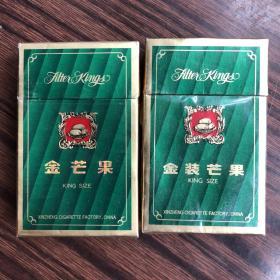 Filter Kings
金芒果
KING SIZE
XINZHENG CIGARETTE FACTORY, CHINA
Filter Kings
金装芒果
KING SIZE
XINZHENG CIGARETTE FACTORY, CHINA